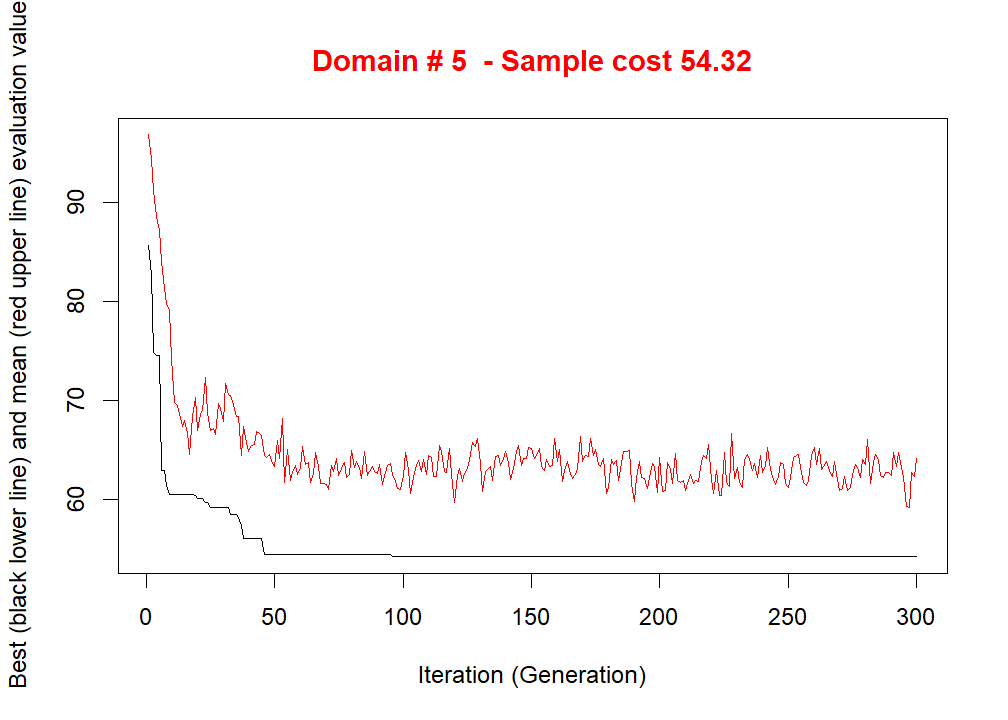 Domain # 5  - Sample cost 54.32
Best (black lower line) and mean (red upper line) evaluation value
90
80
70
60
0 50 100 150 200 250 300
Iteration (Generation)